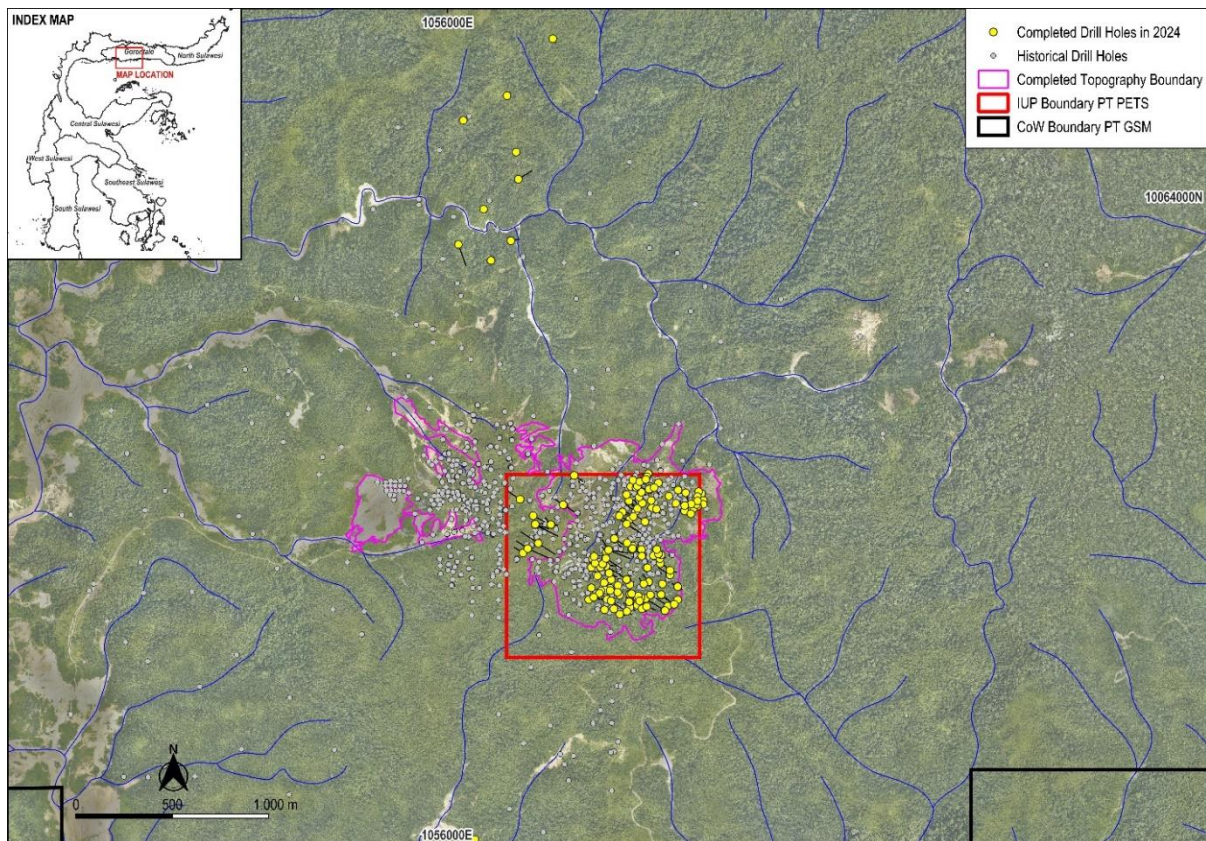 INDEX MAP
Gorontalo
North Sulawesi
MAP LOCATION
Central Sulawesi
West Sulawesi
Southeast Sulawesi
South Sulawesi
1056000E
Completed Drill Holes in 2024
Historical Drill Holes
Completed Topography Boundary
IUP Boundary PT PETS
CoW Boundary PT GSM
10064000N
N
0 500 1.000 m
1056000E